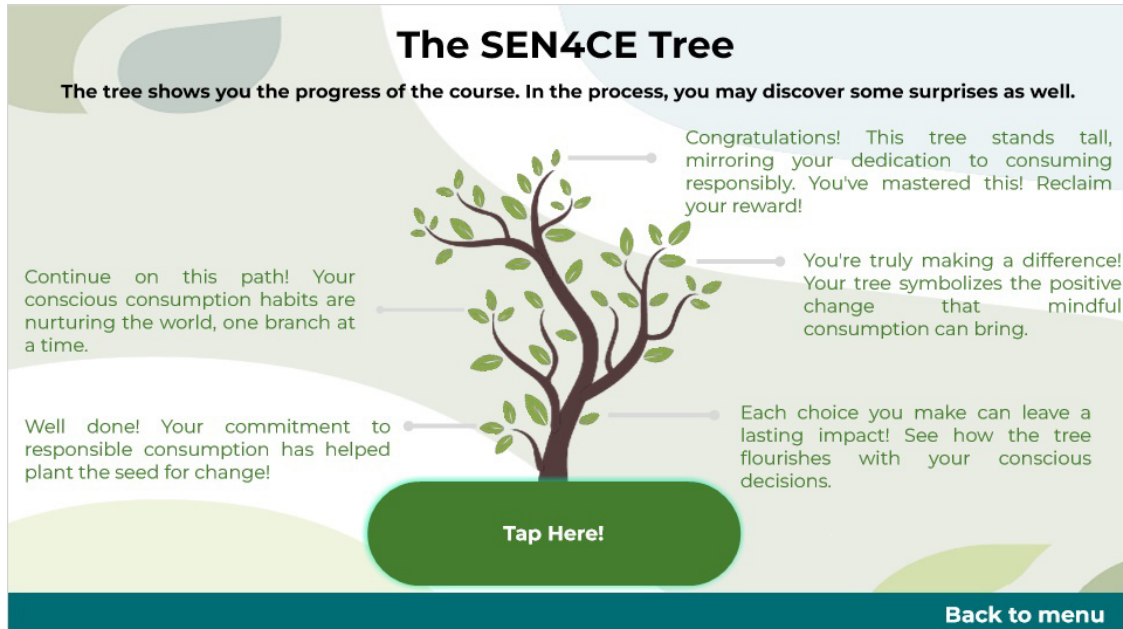 The SEN4CE Tree
The tree shows you the progress of the course. In the process, you may discover some surprises as well.
Congratulations! This tree stands tall,
mirroring your dedication to consuming
responsibly. You've mastered this! Reclaim
your reward!
You're truly making a difference!
Your tree symbolizes the positive
change that mindful
consumption can bring.
Continue on this path! Your
conscious consumption habits are
nurturing the world, one branch at
a time.
Each choice you make can leave a
lasting impact! See how the tree
flourishes with your conscious
decisions.
Well done! Your commitment to
responsible consumption has helped
plant the seed for change!
Tap Here!
Back to menu